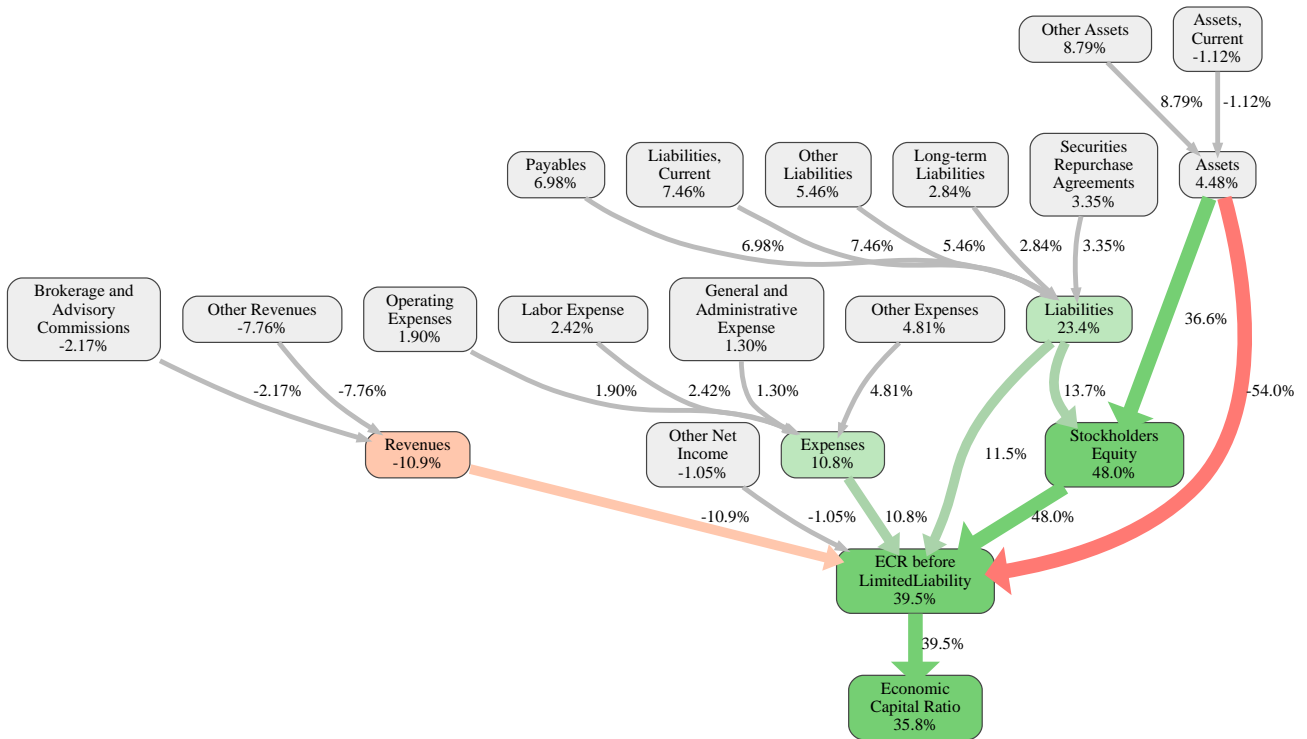 Other Assets
8.79%
Assets,
Current
-1.12%
8.79%
-1.12%
Payables
6.98%
Liabilities,
Current
7.46%
Other
Liabilities
5.46%
Long-term
Liabilities
2.84%
Securities
Repurchase
Agreements
3.35%
Assets
4.48%
6.98%
7.46%
5.46%
2.84%
3.35%
Brokerage and
Advisory
Commissions
-2.17%
Other Revenues
-7.76%
Operating
Expenses
1.90%
Labor Expense
2.42%
General and
Administrative
Expense
1.30%
Other Expenses
4.81%
Liabilities
23.4%
36.6%
-2.17%
-7.76%
1.90%
2.42%
1.30%
4.81%
13.7%
-54.0%
Revenues
-10.9%
Other Net
Income
-1.05%
Expenses
10.8%
11.5%
Stockholders
Equity
48.0%
-10.9%
-1.05%
10.8%
48.0%
ECR before
LimitedLiability
39.5%
39.5%
Economic
Capital Ratio
35.8%